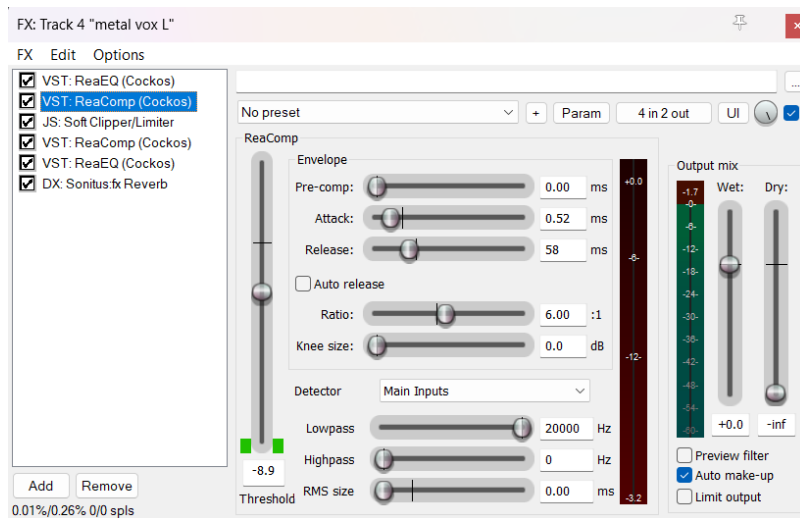 FX: Track 4 "metal vox L"
FX Edit Options
VST: ReaEQ (Cockos)
VST: ReaComp (Cockos)
JS: Soft Clipper/Limiter
VST: ReaComp (Cockos)
VST: ReaEQ (Cockos)
DX: Sonitus:fx Reverb
Add Remove
0.01%/0.26% 0/0 spls
...
No preset + Param 4 in 2 out UI
ReaComp
Envelope
Pre-comp: 0.00 ms
Attack: 0.52 ms
Release: 58 ms
Auto release
Ratio: 6.00 :1
Knee size: 0.0 dB
Detector Main Inputs
Lowpass 20000 Hz
Highpass 0 Hz
RMS size 0.00 ms
-8.9
Threshold
+0.0
-6-
-12-
-3.2
Output mix
Wet: Dry:
-1.7
-0-
-6-
-12-
-18-
-24-
-30-
-36-
-42-
-48-
-54-
-60-
+0.0 -inf
Preview filter
Auto make-up
Limit output